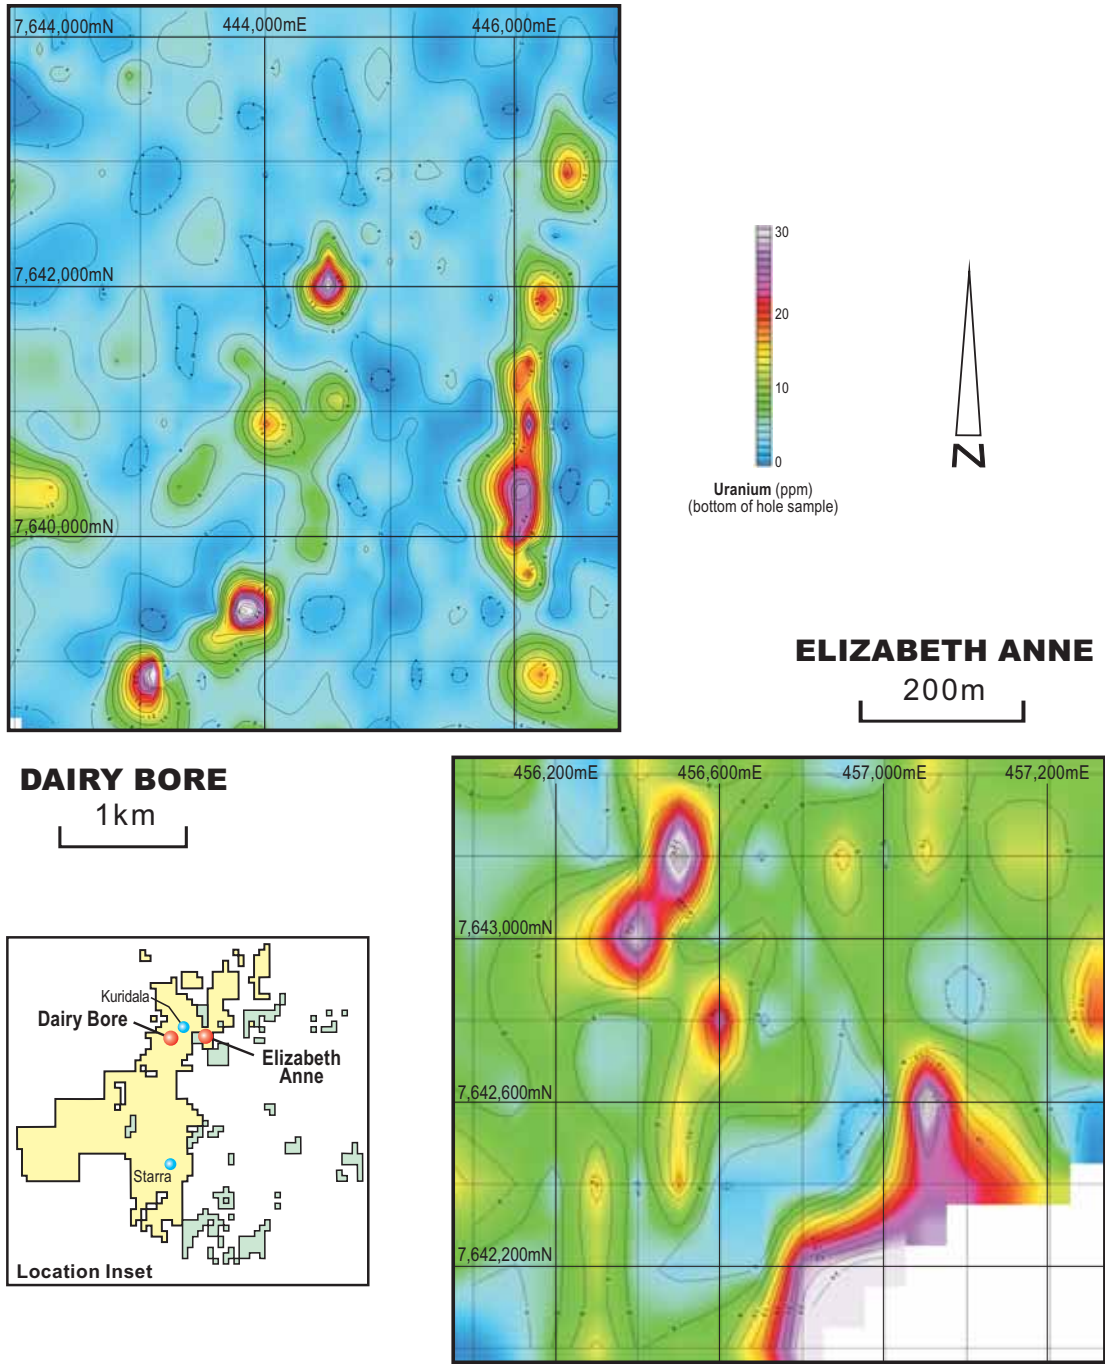 7,644,000mN
444,000mE
446,000mE
7,642,000mN
7,640,000mN
30
20
10
0
Uranium (ppm)
(bottom of hole sample)
N
ELIZABETH ANNE
200m
DAIRY BORE
1km
456,200mE
456,600mE
457,000mE
457,200mE
7,643,000mN
7,642,600mN
7,642,200mN
Kuridala
Dairy Bore
Elizabeth
Anne
Starra
Location Inset